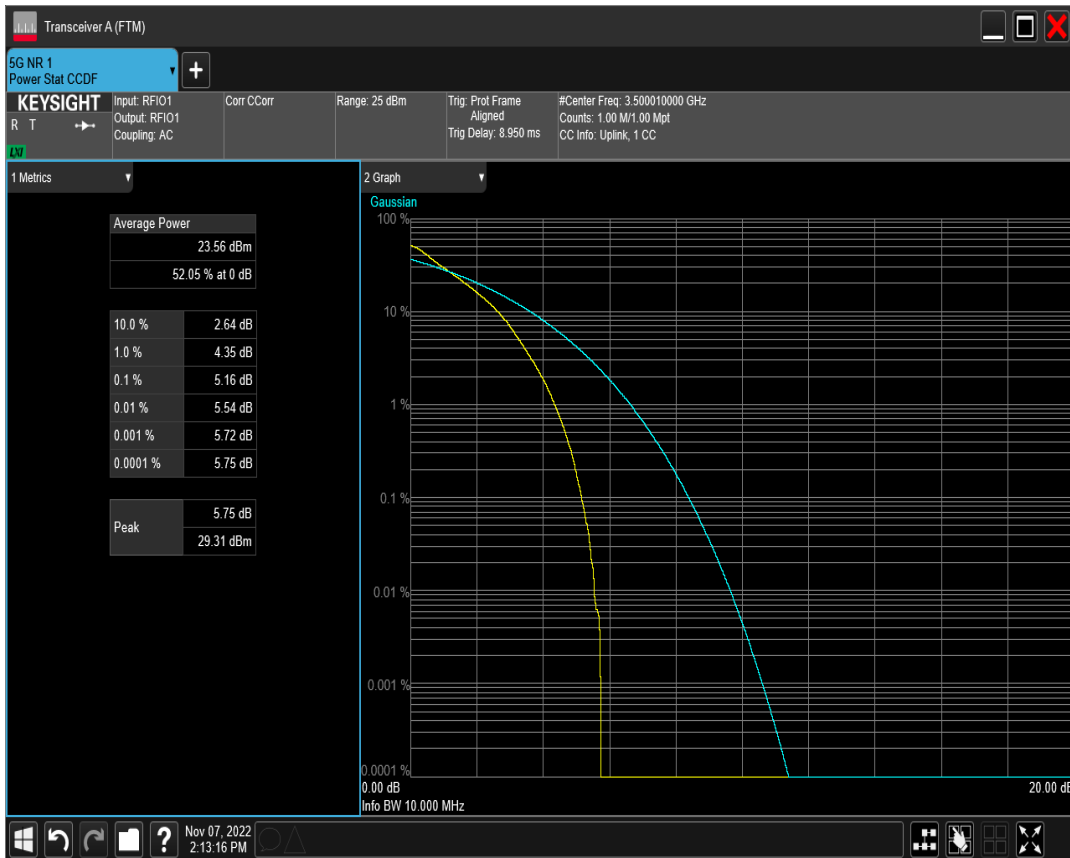 Transceiver A (FTM)
5G NR 1
Power Stat CCDF
+
KEYSIGHT
R T
LXI
Input: RFIO1
Output: RFIO1
Coupling: AC
Corr CCorr
Range: 25 dBm
Trig: Prot Frame
Aligned
Trig Delay: 8.950 ms
#Center Freq: 3.500010000 GHz
Counts: 1.00 M/1.00 Mpt
CC Info: Uplink, 1 CC
1 Metrics
Average Power
23.56 dBm
52.05 % at 0 dB
10.0 % 2.64 dB
1.0 % 4.35 dB
0.1 % 5.16 dB
0.01 % 5.54 dB
0.001 % 5.72 dB
0.0001 % 5.75 dB
Peak 5.75 dB
29.31 dBm
2 Graph
Gaussian
100 %
10 %
1 %
0.1 %
0.01 %
0.001 %
0.0001 %
0.00 dB 20.00 dB
Info BW 10.000 MHz
?
Nov 07, 2022
2:13:16 PM